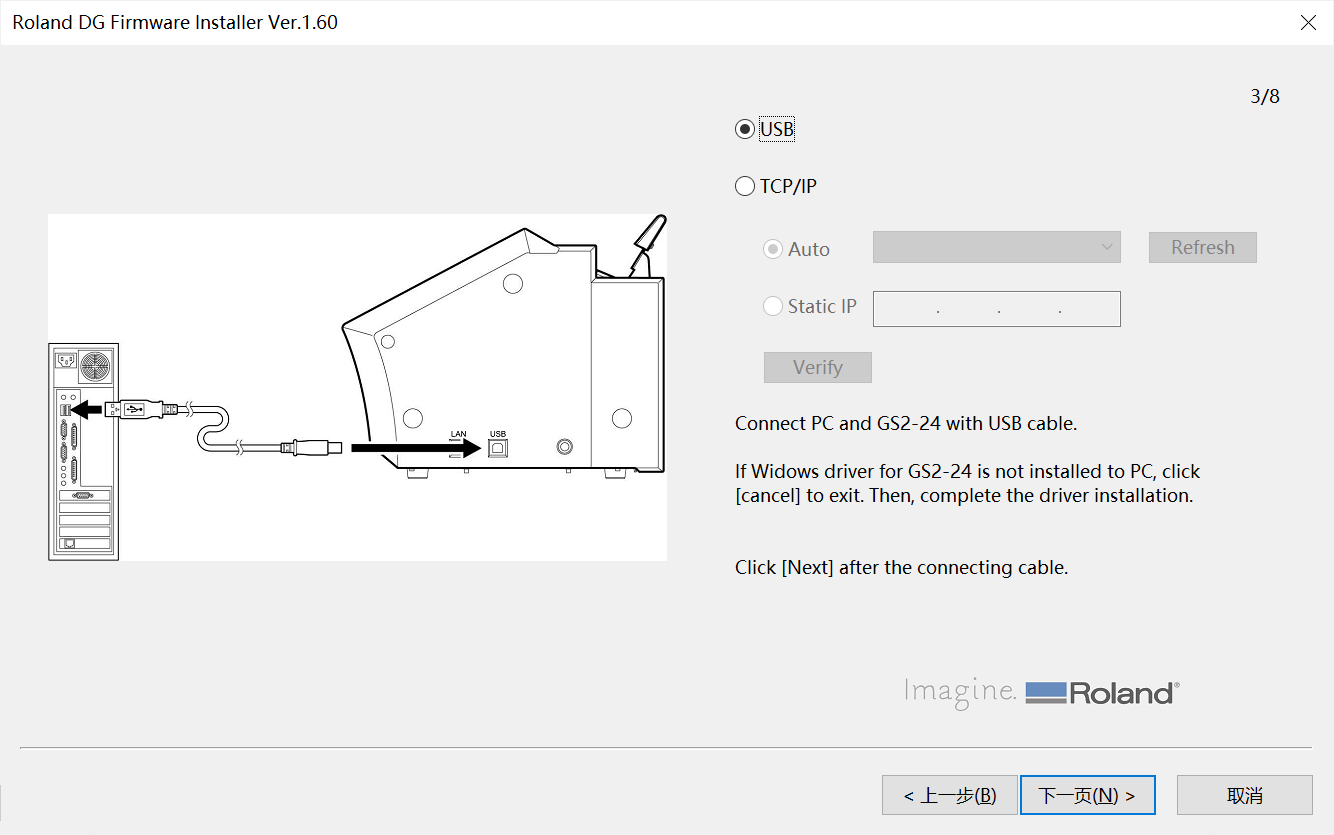 Roland DG Firmware Installer Ver.1.60
3/8
USB
TCP/IP
Auto
Refresh
Static IP
. . .
Verify
LAN
USB
Connect PC and GS2-24 with USB cable.
If Widows driver for GS2-24 is not installed to PC, click
[cancel] to exit. Then, complete the driver installation.
Click [Next] after the connecting cable.
Imagine. Roland®
< 上一步(B)
下一页(N) >
取消